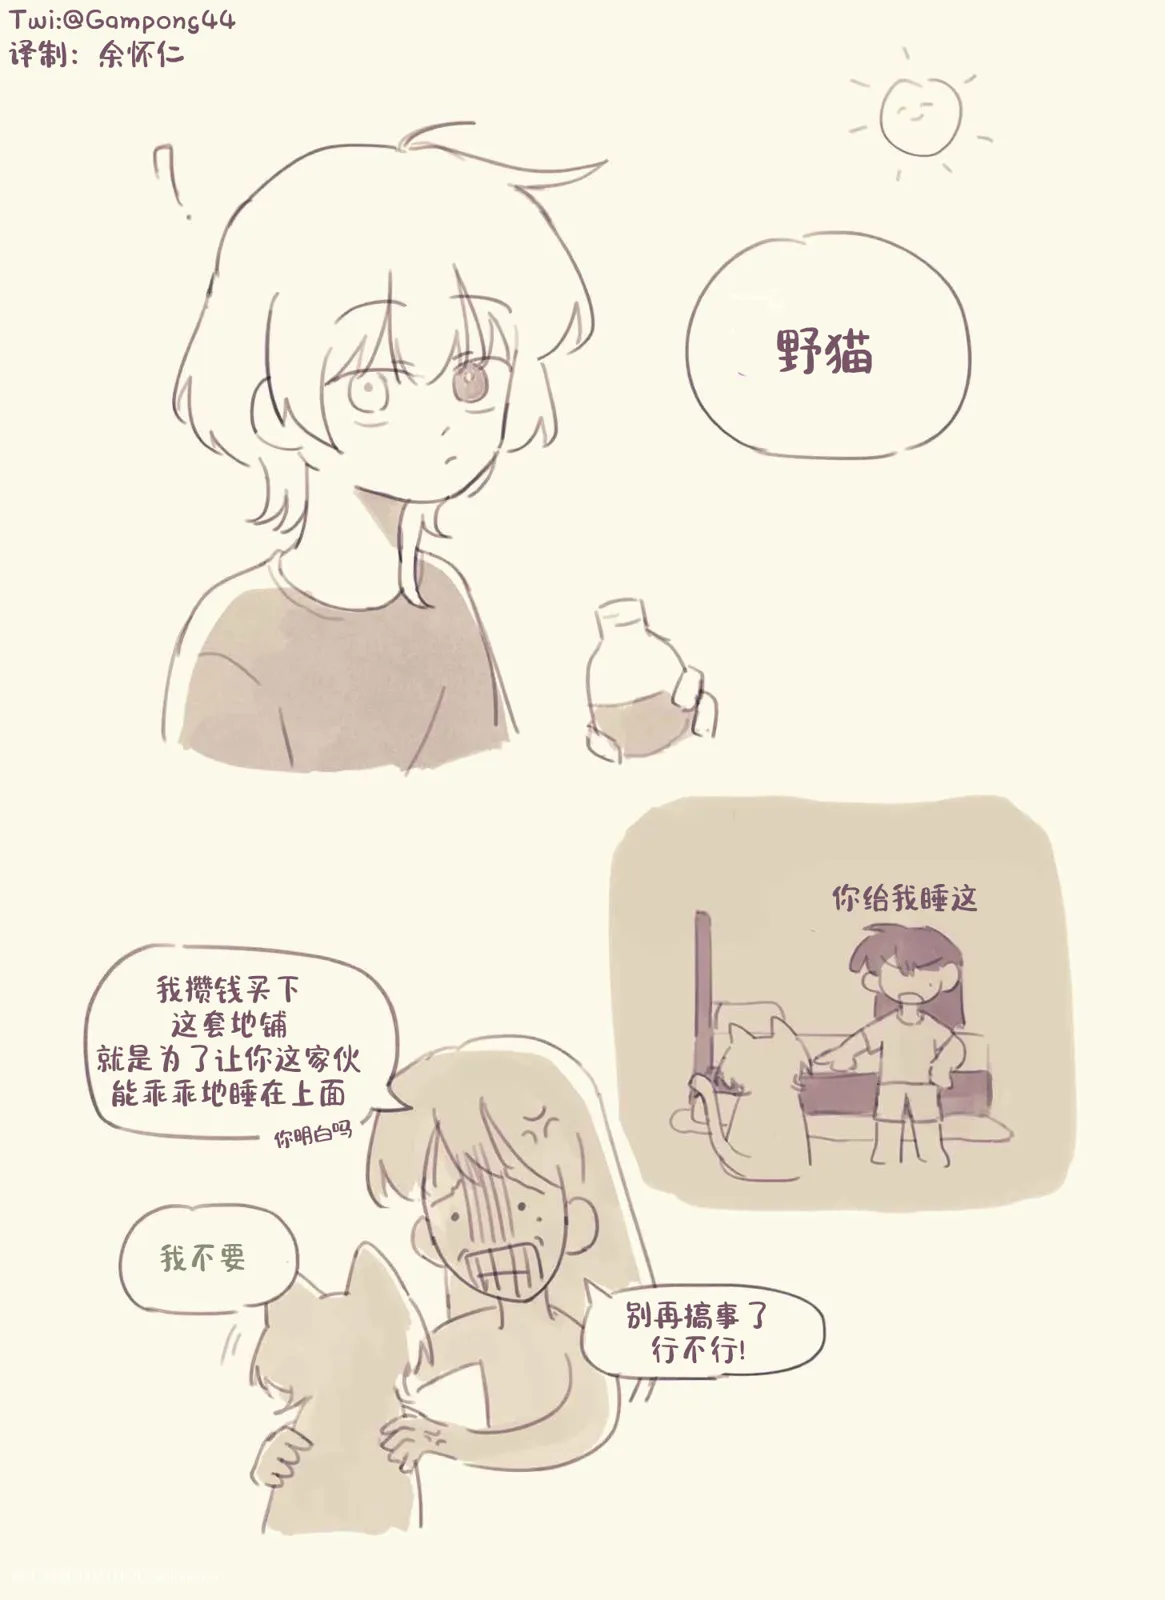 Twi:@Gampong44
译制：余怀仁
野猫
你给我睡这
我攒钱买下
这套地铺
就是为了让你这家伙
能乖乖地睡在上面
你明白吗
我不要
别再搞事了
行不行!